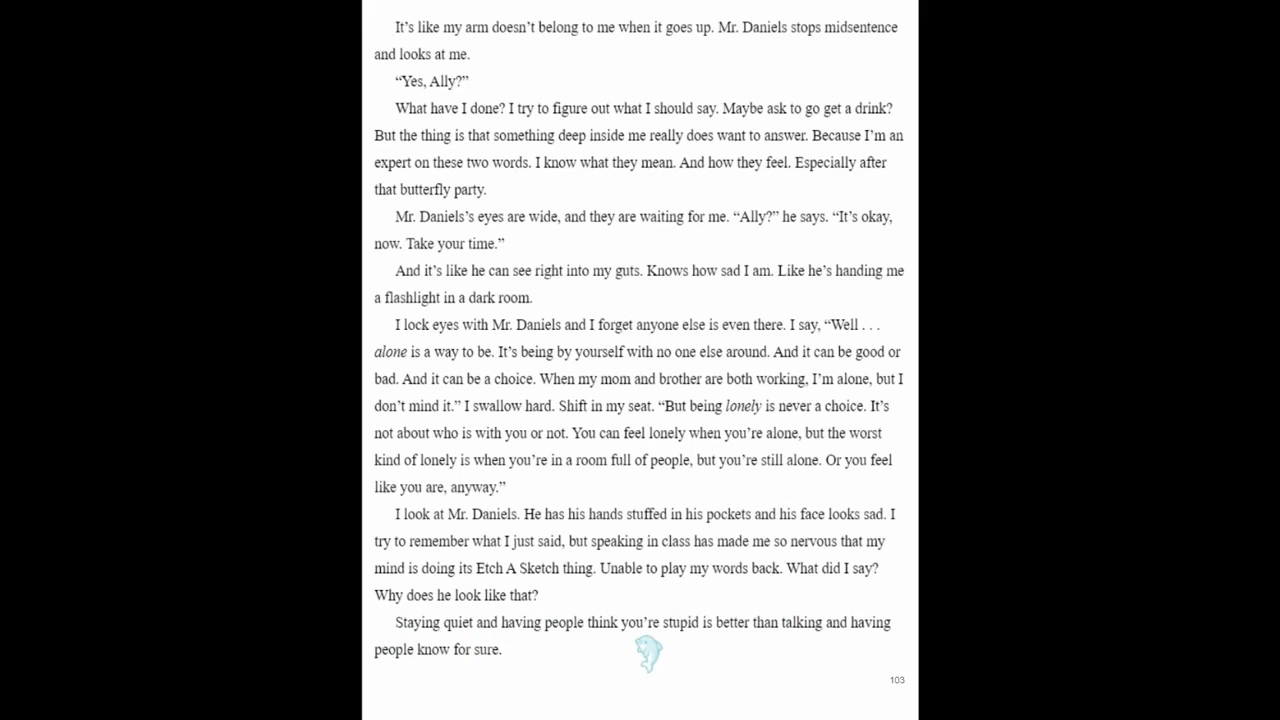 It’s like my arm doesn’t belong to me when it goes up. Mr. Daniels stops midsentence
and looks at me.
“Yes, Ally?”
What have I done? I try to figure out what I should say. Maybe ask to go get a drink?
But the thing is that something deep inside me really does want to answer. Because I’m an
expert on these two words. I know what they mean. And how they feel. Especially after
that butterfly party.
Mr. Daniels’s eyes are wide, and they are waiting for me. “Ally?” he says. “It’s okay,
now. Take your time.”
And it’s like he can see right into my guts. Knows how sad I am. Like he’s handing me
a flashlight in a dark room.
I lock eyes with Mr. Daniels and I forget anyone else is even there. I say, “Well . . .
alone is a way to be. It’s being by yourself with no one else around. And it can be good or
bad. And it can be a choice. When my mom and brother are both working, I’m alone, but I
don’t mind it.” I swallow hard. Shift in my seat. “But being lonely is never a choice. It’s
not about who is with you or not. You can feel lonely when you’re alone, but the worst
kind of lonely is when you’re in a room full of people, but you’re still alone. Or you feel
like you are, anyway.”
I look at Mr. Daniels. He has his hands stuffed in his pockets and his face looks sad. I
try to remember what I just said, but speaking in class has made me so nervous that my
mind is doing its Etch A Sketch thing. Unable to play my words back. What did I say?
Why does he look like that?
Staying quiet and having people think you’re stupid is better than talking and having
people know for sure.
103